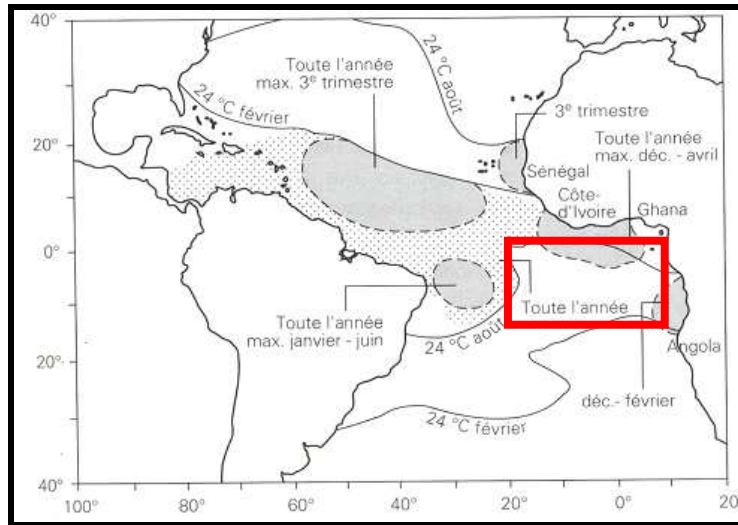 40°
20°
0°
20°
40°
100°
80°
60°
40°
20°
0°
20
24 °C août
Toute l'année
max. 3e trimestre
24 °C février
3e trimestre
Toute l'année
max. déc. - avril
Sénégal
Côte-
d'Ivoire
Ghana
Toute l'année
Toute l'année
max. janvier - juin
24 °C août
Angola
déc.- février
24 °C février